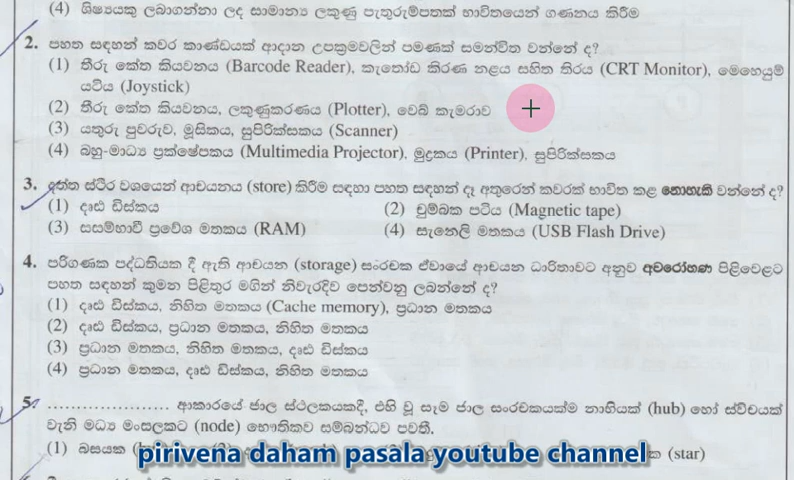 (4) ශිෂ්‍යයකු ලබාගන්නා ලද සාමාන්‍ය ලකුණු පැතුරුම්පතක් භාවිතයෙන් ගණනය කිරීම
2. පහත සඳහන් කවර කාණ්ඩයක් ආදාන උපක්‍රමවලින් පමණක් සමන්විත වන්නේ ද?
(1) තීරු කේත කියවනය (Barcode Reader), කැතෝඩ කිරණ නළය සහිත තිරය (CRT Monitor), මෙහෙයුම්
යටිය (Joystick)
(2) තීරු කේත කියවනය, ලකුණුකරණය (Plotter), වෙබ් කැමරාව
(3) යතුරු පුවරුව, මූසිකය, සුපිරික්සකය (Scanner)
(4) බහු-මාධ්‍ය ප්‍රක්ෂේපකය (Multimedia Projector), මුද්‍රකය (Printer), සුපිරික්සකය
3. දත්ත ස්ථිර වශයෙන් ආචයනය (store) කිරීම සඳහා පහත සඳහන් දෑ අතුරෙන් කවරක් භාවිත කළ නොහැකි වන්නේ ද?
(1) දෘඪ ඩිස්කය (2) චුම්බක පටිය (Magnetic tape)
(3) සසම්භාවී ප්‍රවේශ මතකය (RAM) (4) සැනෙලි මතකය (USB Flash Drive)
4. පරිගණක පද්ධතියක දී ඇති ආචයන (storage) සංරචක ඒවායේ ආචයන ධාරිතාවට අනුව අවරෝහණ පිළිවෙළට
පහත සඳහන් කුමන පිළිතුර මගින් නිවැරදිව පෙන්වනු ලබන්නේ ද?
(1) දෘඪ ඩිස්කය, නිහිත මතකය (Cache memory), ප්‍රධාන මතකය
(2) දෘඪ ඩිස්කය, ප්‍රධාන මතකය, නිහිත මතකය
(3) ප්‍රධාන මතකය, නිහිත මතකය, දෘඪ ඩිස්කය
(4) ප්‍රධාන මතකය, දෘඪ ඩිස්කය, නිහිත මතකය
5. .................... ආකාරයේ ජාල ස්ථලකයකදී, එහි වූ සෑම ජාල සංරචකයක්ම නාභියක් (hub) හෝ ස්විචයක්
වැනි මධ්‍ය මංසලකට (node) භෞතිකව සම්බන්ධව පවතී.
(1) බසයක (star)
pirivena daham pasala youtube channel